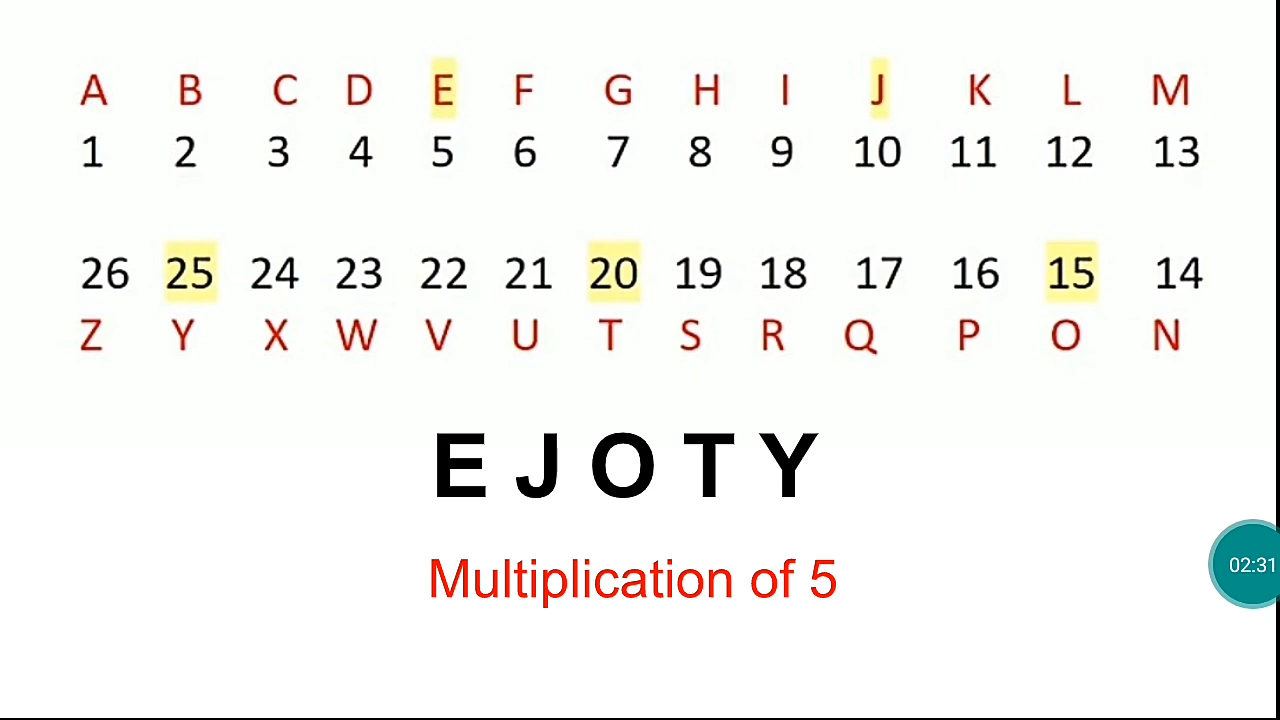 A B C D E F G H I J K L M
1 2 3 4 5 6 7 8 9 10 11 12 13
26 25 24 23 22 21 20 19 18 17 16 15 14
Z Y X W V U T S R Q P O N
E J O T Y
Multiplication of 5
02:31